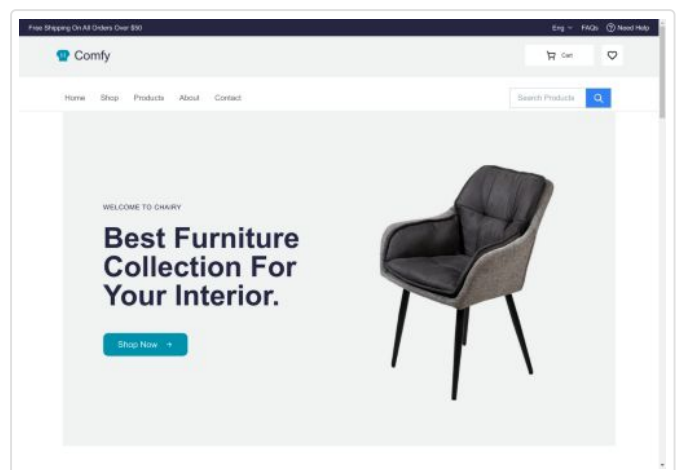 Free Shipping On All Orders Over $50
Eng FAQs Need Help
Comfy
Cart
Home Shop Products About Contact
Search Products
WELCOME TO CHAIRY
Best Furniture
Collection For
Your Interior.
Shop Now →